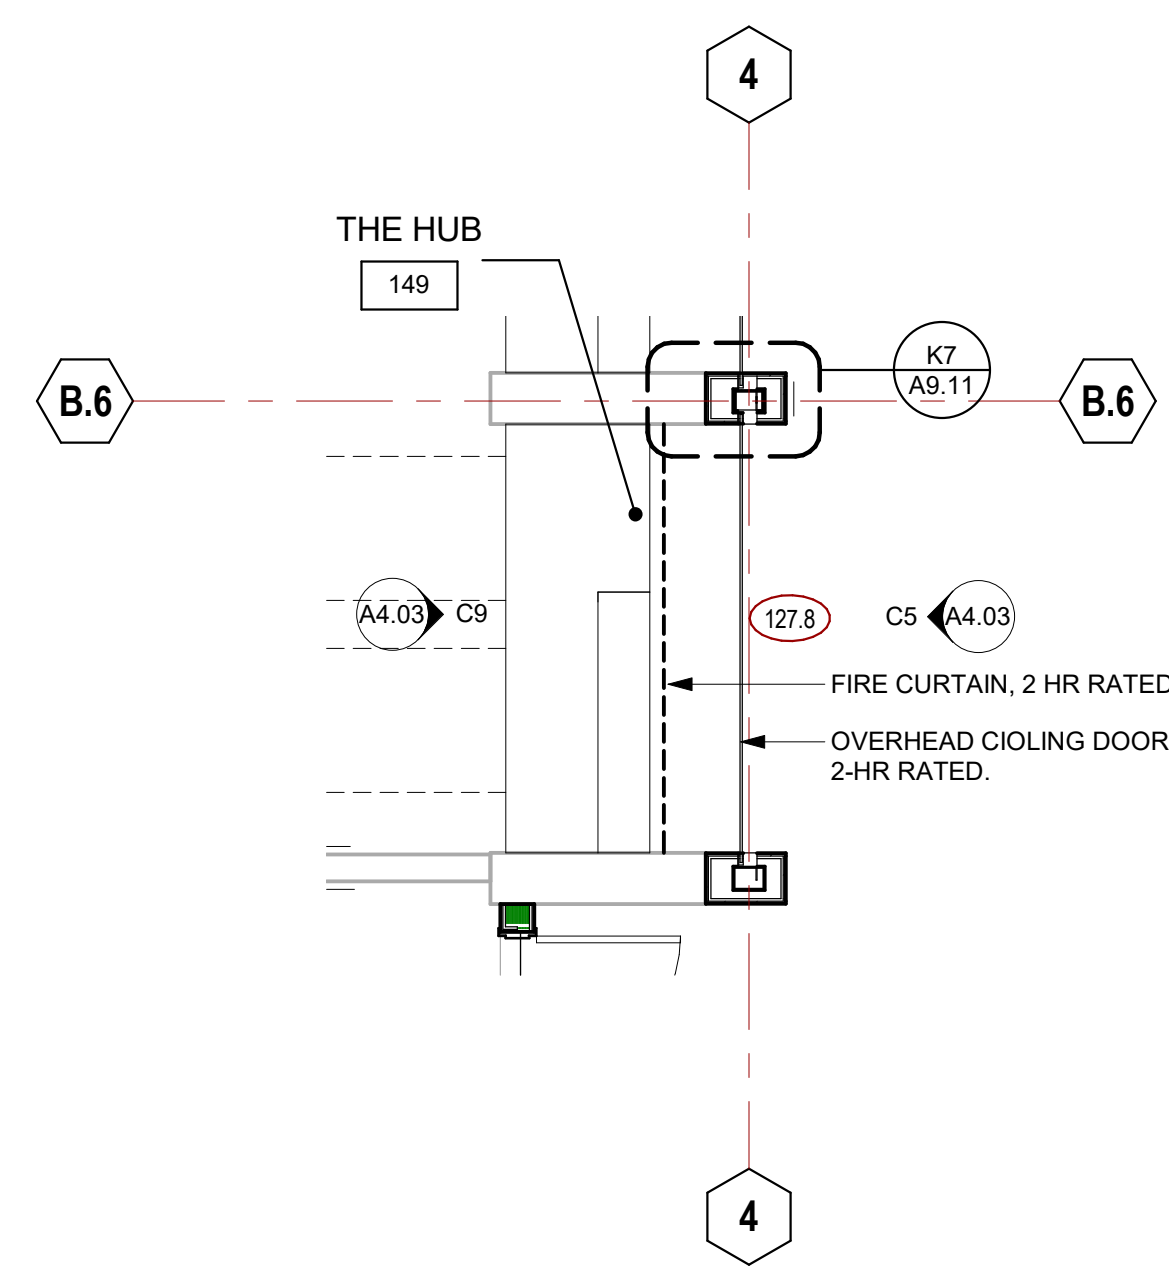 4
THE HUB
149
K7
A9.11
B.6
B.6
A4.03
C9
127.8
C5
A4.03
FIRE CURTAIN, 2 HR RATED
OVERHEAD CIOLING DOOR
2-HR RATED.
4